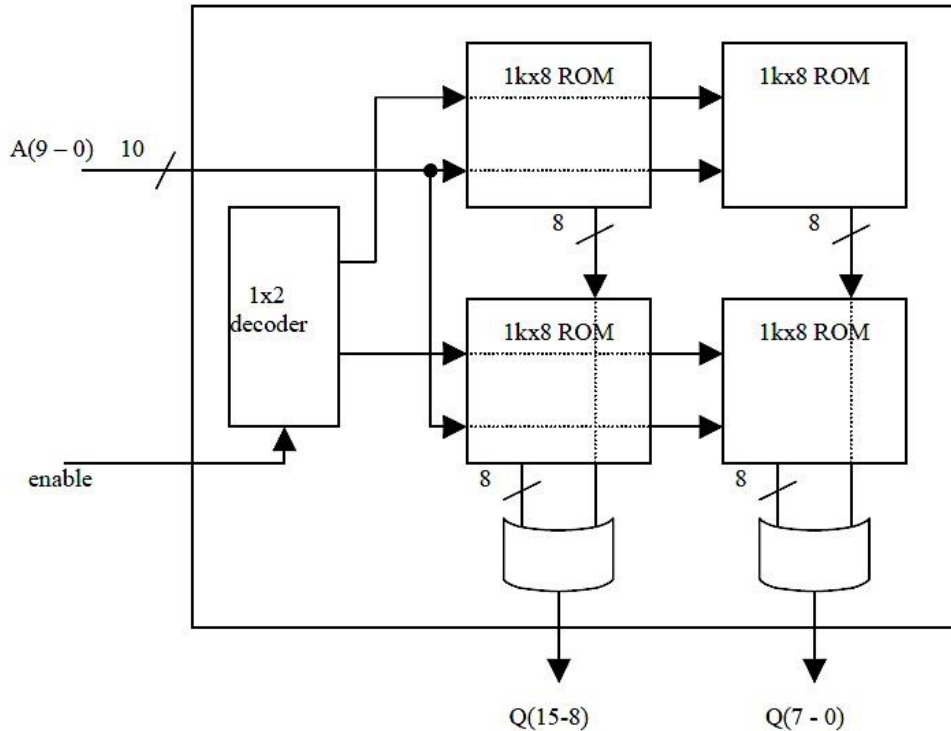 1kx8 ROM
1kx8 ROM
A(9 – 0)
10
8
8
1x2
decoder
1kx8 ROM
1kx8 ROM
enable
8
8
Q(15-8)
Q(7 - 0)